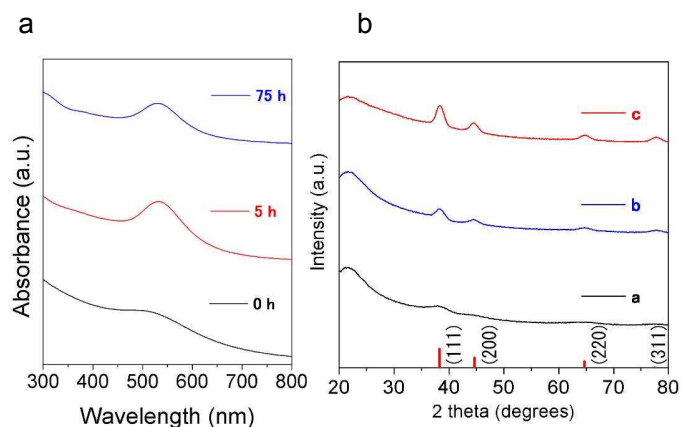 a
b
75 h
5 h
0 h
c
b
a
(111)
(200)
(220)
(311)
300 400 500 600 700 800
20 30 40 50 60 70 80
Wavelength (nm)
2 theta (degrees)
Absorbance (a.u.)
Intensity (a.u.)